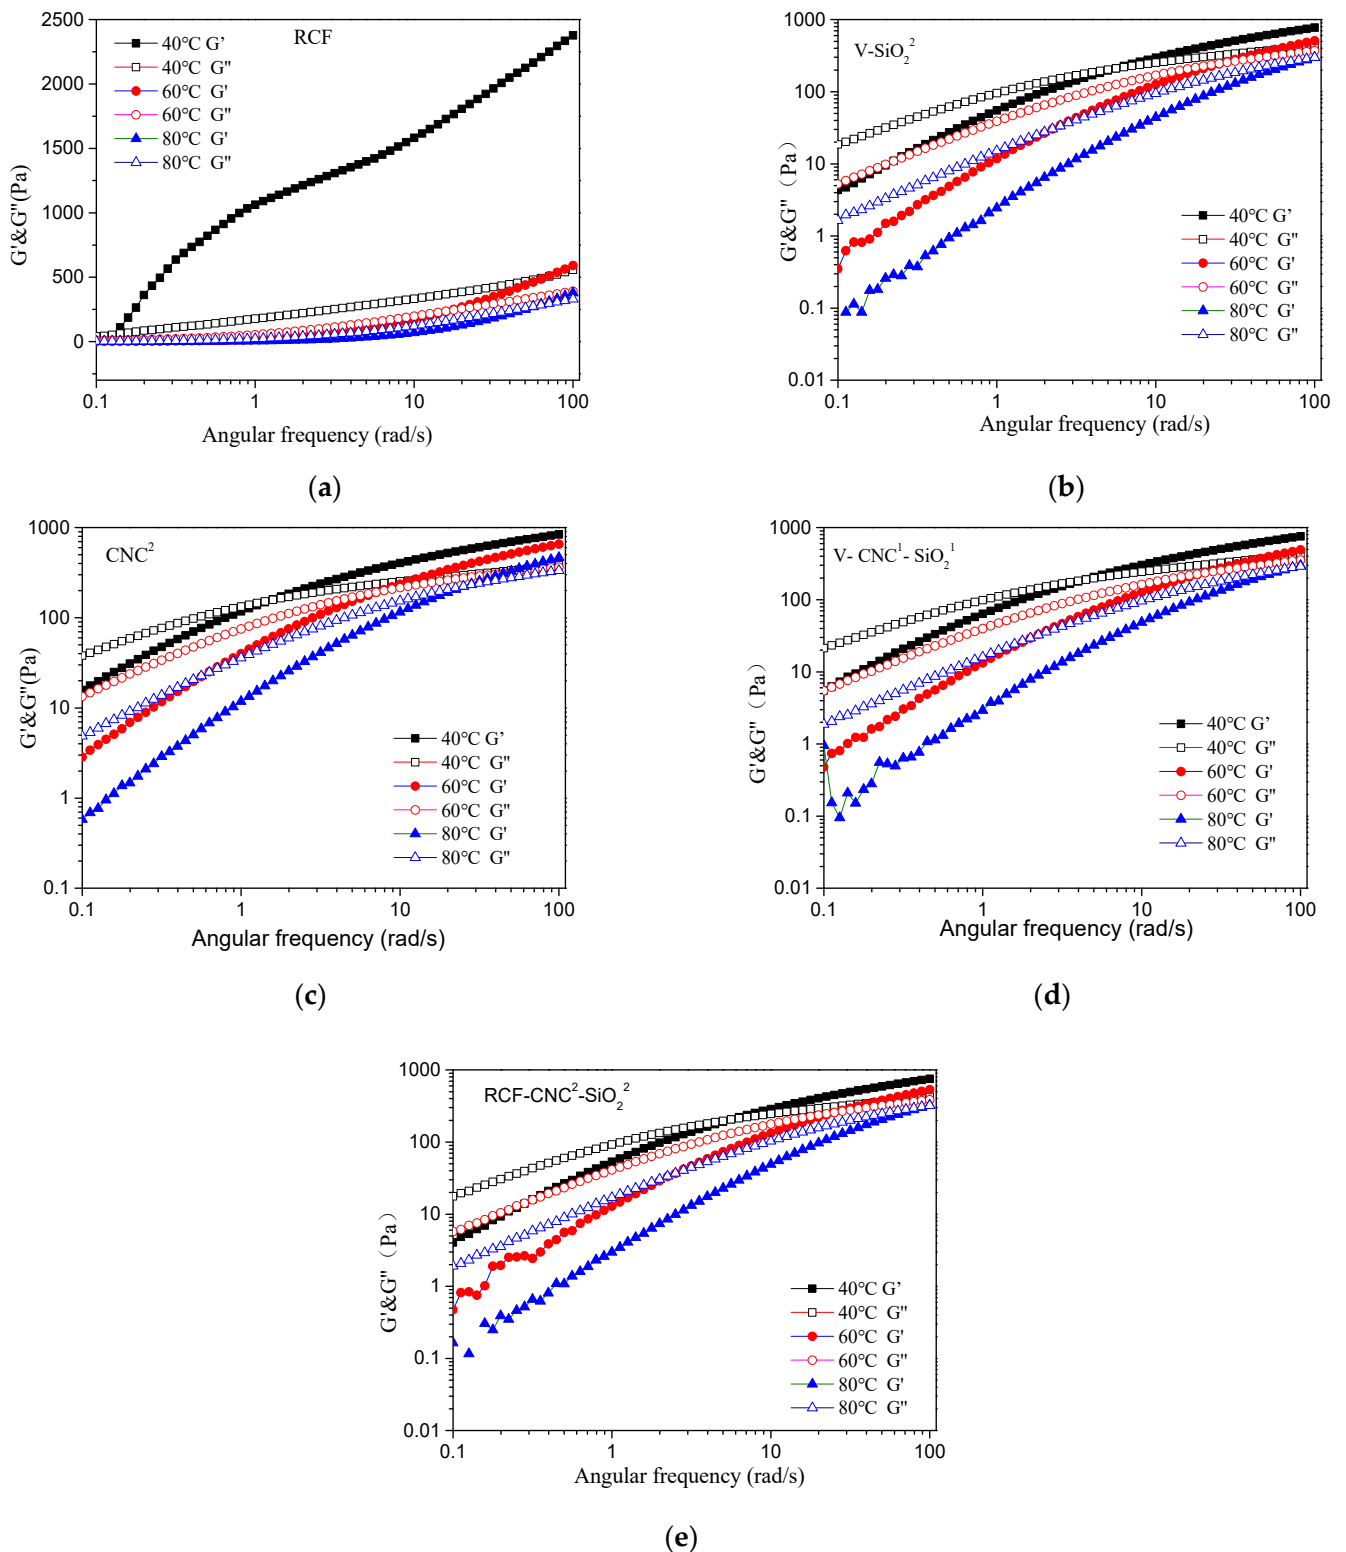 RCF
40℃ G’
40℃ G"
60℃ G'
60℃ G"
80℃ G'
80℃ G"
G'&G"(Pa)
2500
2000
1500
1000
500
0
0.1 1 10 100
Angular frequency (rad/s)
(a)
V-SiO₂²
40℃ G’
40℃ G"
60℃ G'
60℃ G"
80℃ G'
80℃ G"
G'&G"（Pa）
1000
100
10
1
0.1
0.01
0.1 1 10 100
Angular frequency (rad/s)
(b)
CNC²
40℃ G’
40℃ G"
60℃ G'
60℃ G"
80℃ G'
80℃ G"
G'&G"(Pa)
1000
100
10
1
0.1
0.1 1 10 100
Angular frequency (rad/s)
(c)
V- CNC¹- SiO₂¹
40℃ G’
40℃ G"
60℃ G'
60℃ G"
80℃ G'
80℃ G"
G'&G"（Pa）
1000
100
10
1
0.1
0.01
0.1 1 10 100
Angular frequency (rad/s)
(d)
RCF-CNC²-SiO₂²
40℃ G’
40℃ G"
60℃ G'
60℃ G"
80℃ G'
80℃ G"
G'&G"（Pa）
1000
100
10
1
0.1
0.01
0.1 1 10 100
Angular frequency (rad/s)
(e)